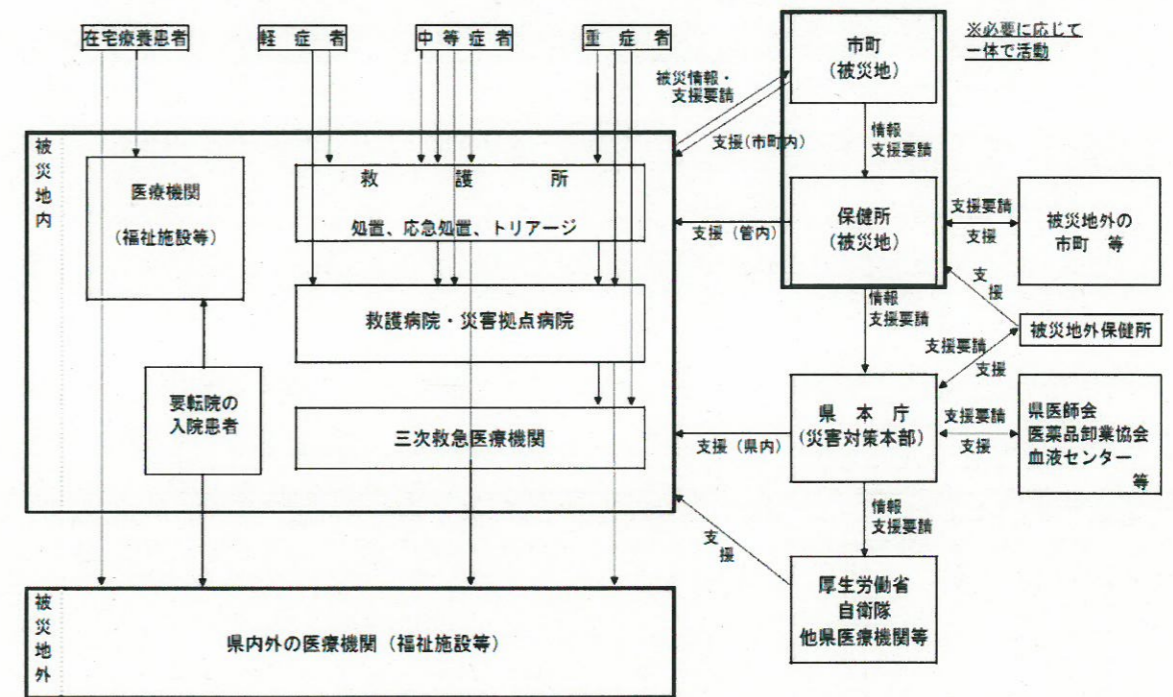 在宅療養患者
軽症者
中等症者
重症者
市町
(被災地)
※必要に応じて
一体で活動
被災情報・
支援要請
支援(市町内)
情報
支援要請
被災地内
医療機関
(福祉施設等)
救護所
処置、応急処置、トリアージ
支援(管内)
保健所
(被災地)
支援要請
支援
被災地外の
市町 等
救護病院・災害拠点病院
情報
支援要請
支援
被災地外保健所
支援要請
支援
要転院の
入院患者
三次救急医療機関
支援(県内)
県本庁
(災害対策本部)
支援要請
支援
県医師会
医薬品卸業協会
血液センター
等
情報
支援要請
支援
厚生労働省
自衛隊
他県医療機関等
被災地外
県内外の医療機関(福祉施設等)